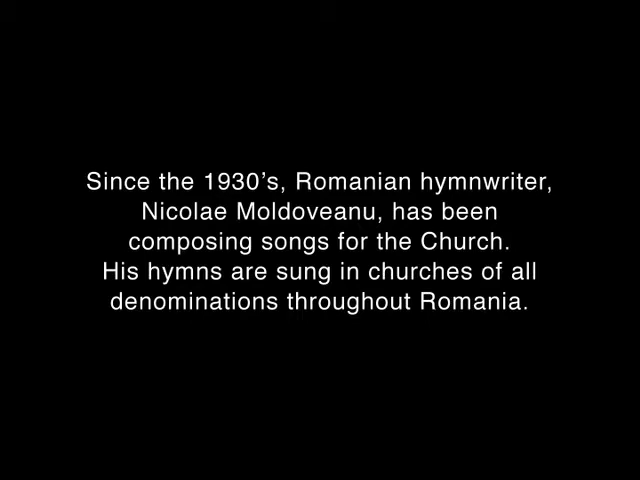 Since the 1930’s, Romanian hymnwriter,
Nicolae Moldoveanu, has been
composing songs for the Church.
His hymns are sung in churches of all
denominations throughout Romania.